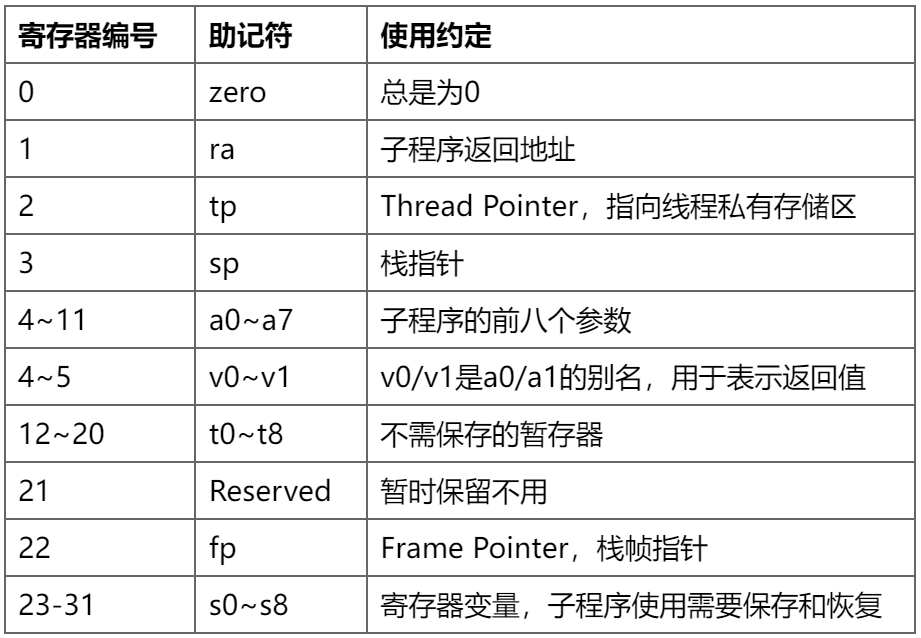 寄存器编号 助记符 使用约定
0 zero 总是为0
1 ra 子程序返回地址
2 tp Thread Pointer，指向线程私有存储区
3 sp 栈指针
4~11 a0~a7 子程序的前八个参数
4~5 v0~v1 v0/v1是a0/a1的别名，用于表示返回值
12~20 t0~t8 不需保存的暂存器
21 Reserved 暂时保留不用
22 fp Frame Pointer，栈帧指针
23-31 s0~s8 寄存器变量，子程序使用需要保存和恢复